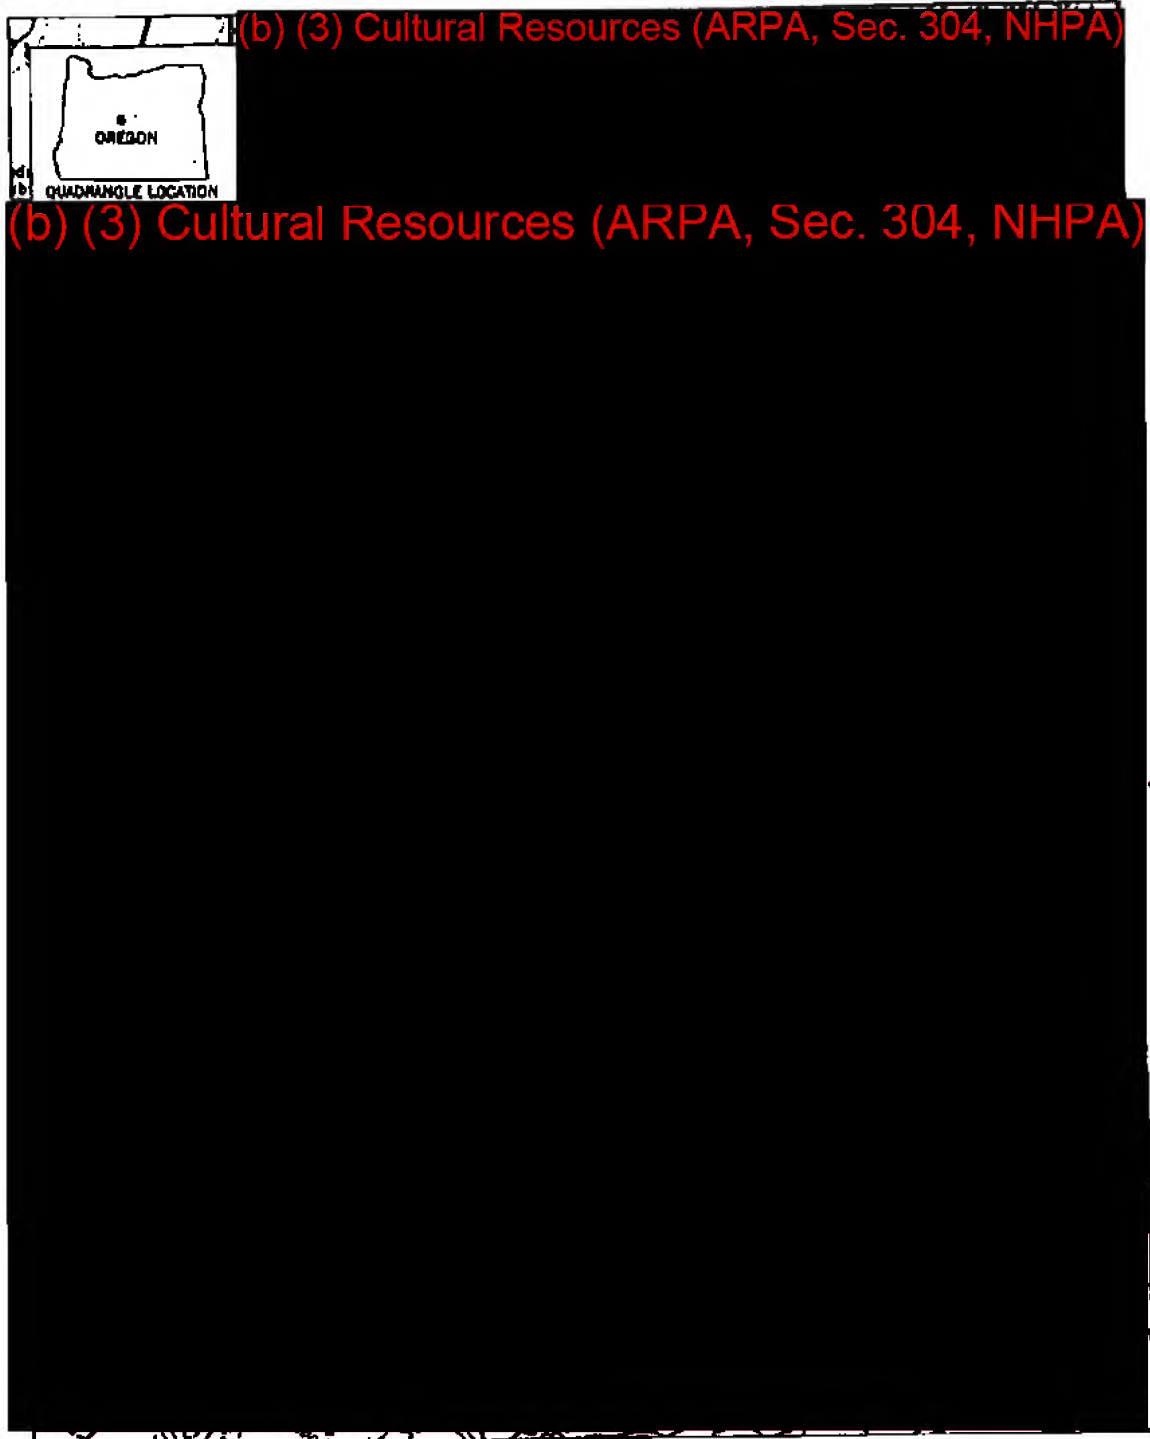 (b) (3) Cultural Resources (ARPA, Sec. 304, NHPA)
OREGON
QUADRANGLE LOCATION
(b) (3) Cultural Resources (ARPA, Sec. 304, NHPA)